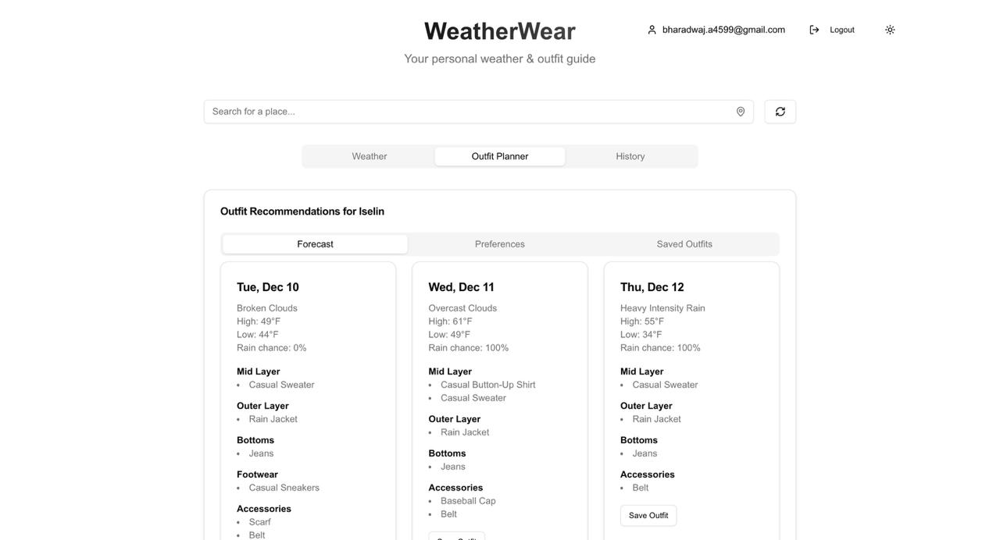 WeatherWear
bharadwaj.a4599@gmail.com
Logout
Your personal weather & outfit guide
Search for a place...
Weather
Outfit Planner
History
Outfit Recommendations for Iselin
Forecast
Preferences
Saved Outfits
Tue, Dec 10
Broken Clouds
High: 49°F
Low: 44°F
Rain chance: 0%
Mid Layer
• Casual Sweater
Outer Layer
• Rain Jacket
Bottoms
• Jeans
Footwear
• Casual Sneakers
Accessories
• Scarf
• Belt
Wed, Dec 11
Overcast Clouds
High: 61°F
Low: 49°F
Rain chance: 100%
Mid Layer
• Casual Button-Up Shirt
• Casual Sweater
Outer Layer
• Rain Jacket
Bottoms
• Jeans
Accessories
• Baseball Cap
• Belt
Save Outfit
Thu, Dec 12
Heavy Intensity Rain
High: 55°F
Low: 34°F
Rain chance: 100%
Mid Layer
• Casual Sweater
Outer Layer
• Rain Jacket
Bottoms
• Jeans
Accessories
• Belt
Save Outfit